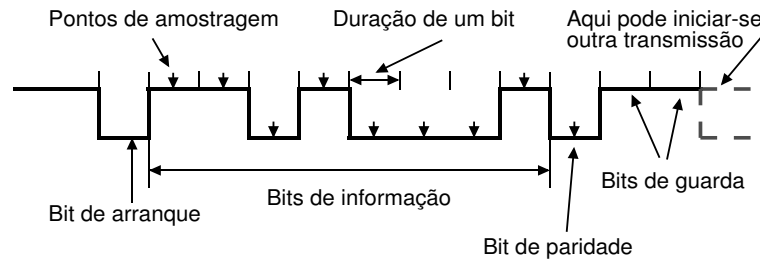 Pontos de amostragem
Duração de um bit
Aqui pode iniciar-se
outra transmissão
Bits de informação
Bits de guarda
Bit de arranque
Bit de paridade